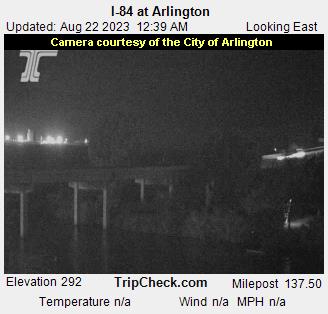 I-84 at Arlington
Updated: Aug 22 2023 12:39 AM Looking East
Camera courtesy of the City of Arlington
Elevation 292 TripCheck.com Milepost 137.50
Temperature n/a Wind n/a MPH n/a